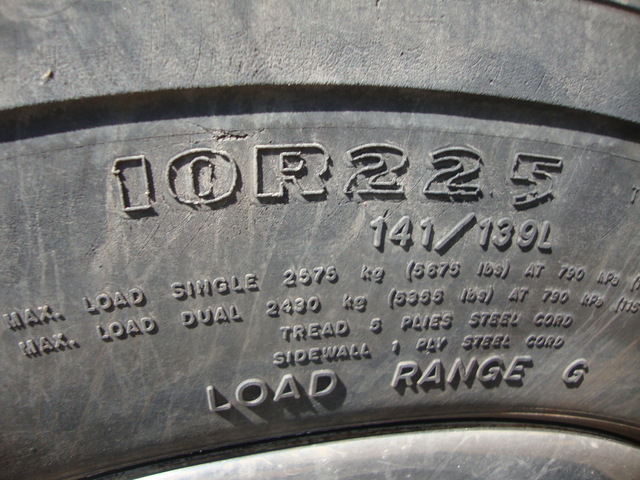 10R22.5
141/139L
MAX. LOAD SINGLE 2575 kg (5675 lbs) AT 790 kPa
MAX. LOAD DUAL 2430 kg (5355 lbs) AT 790 kPa (115
TREAD 5 PLIES STEEL CORD
SIDEWALL 1 PLY STEEL CORD
LOAD RANGE G